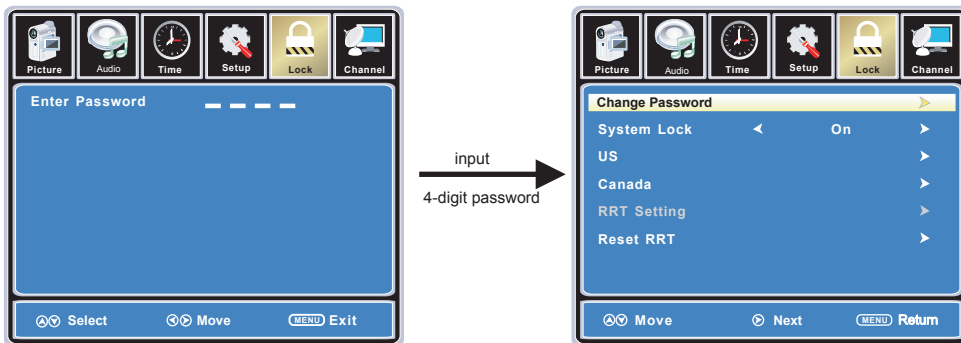 Picture Audio Time Setup Lock Channel
Enter Password _ _ _ _
Select Move MENU Exit
input
4-digit password
Picture Audio Time Setup Lock Channel
Change Password
System Lock On
US
Canada
RRT Setting
Reset RRT
Move Next MENU Return